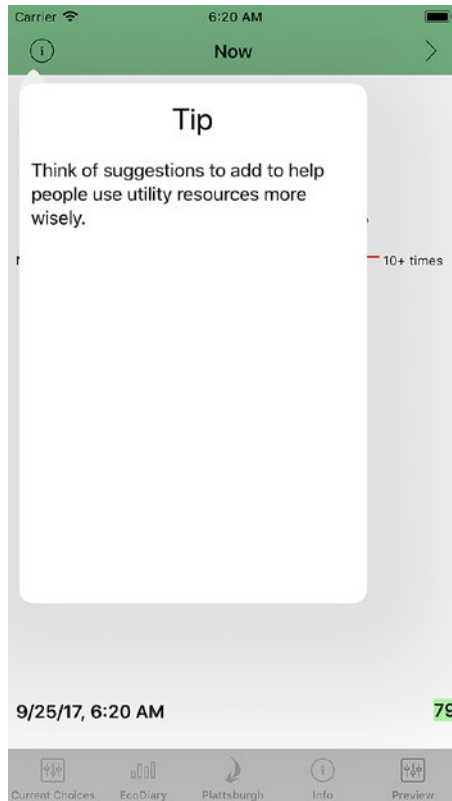 Carrier 6:20 AM
Now
Tip
Think of suggestions to add to help
people use utility resources more
wisely.
10+ times
9/25/17, 6:20 AM 79
Current Choices EcoDiary Plattsburgh Info Preview